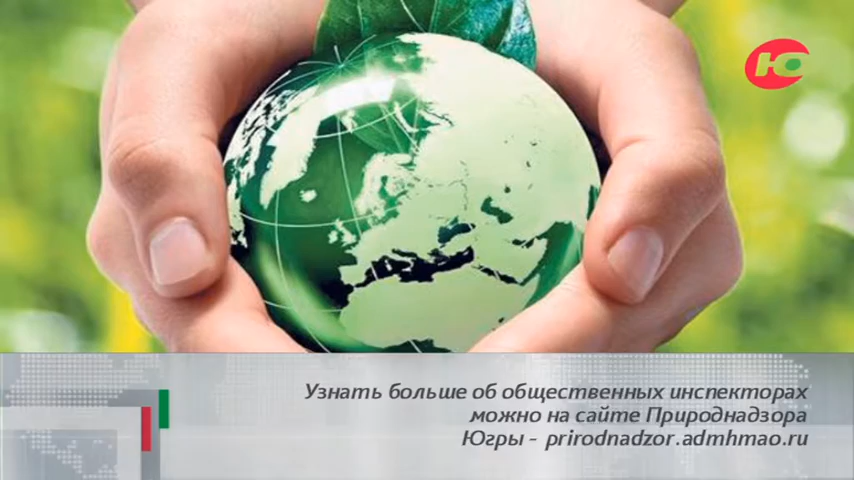 Ю
Узнать больше об общественных инспекторах
можно на сайте Природнадзора
Югры - prirodnadzor.admhmao.ru